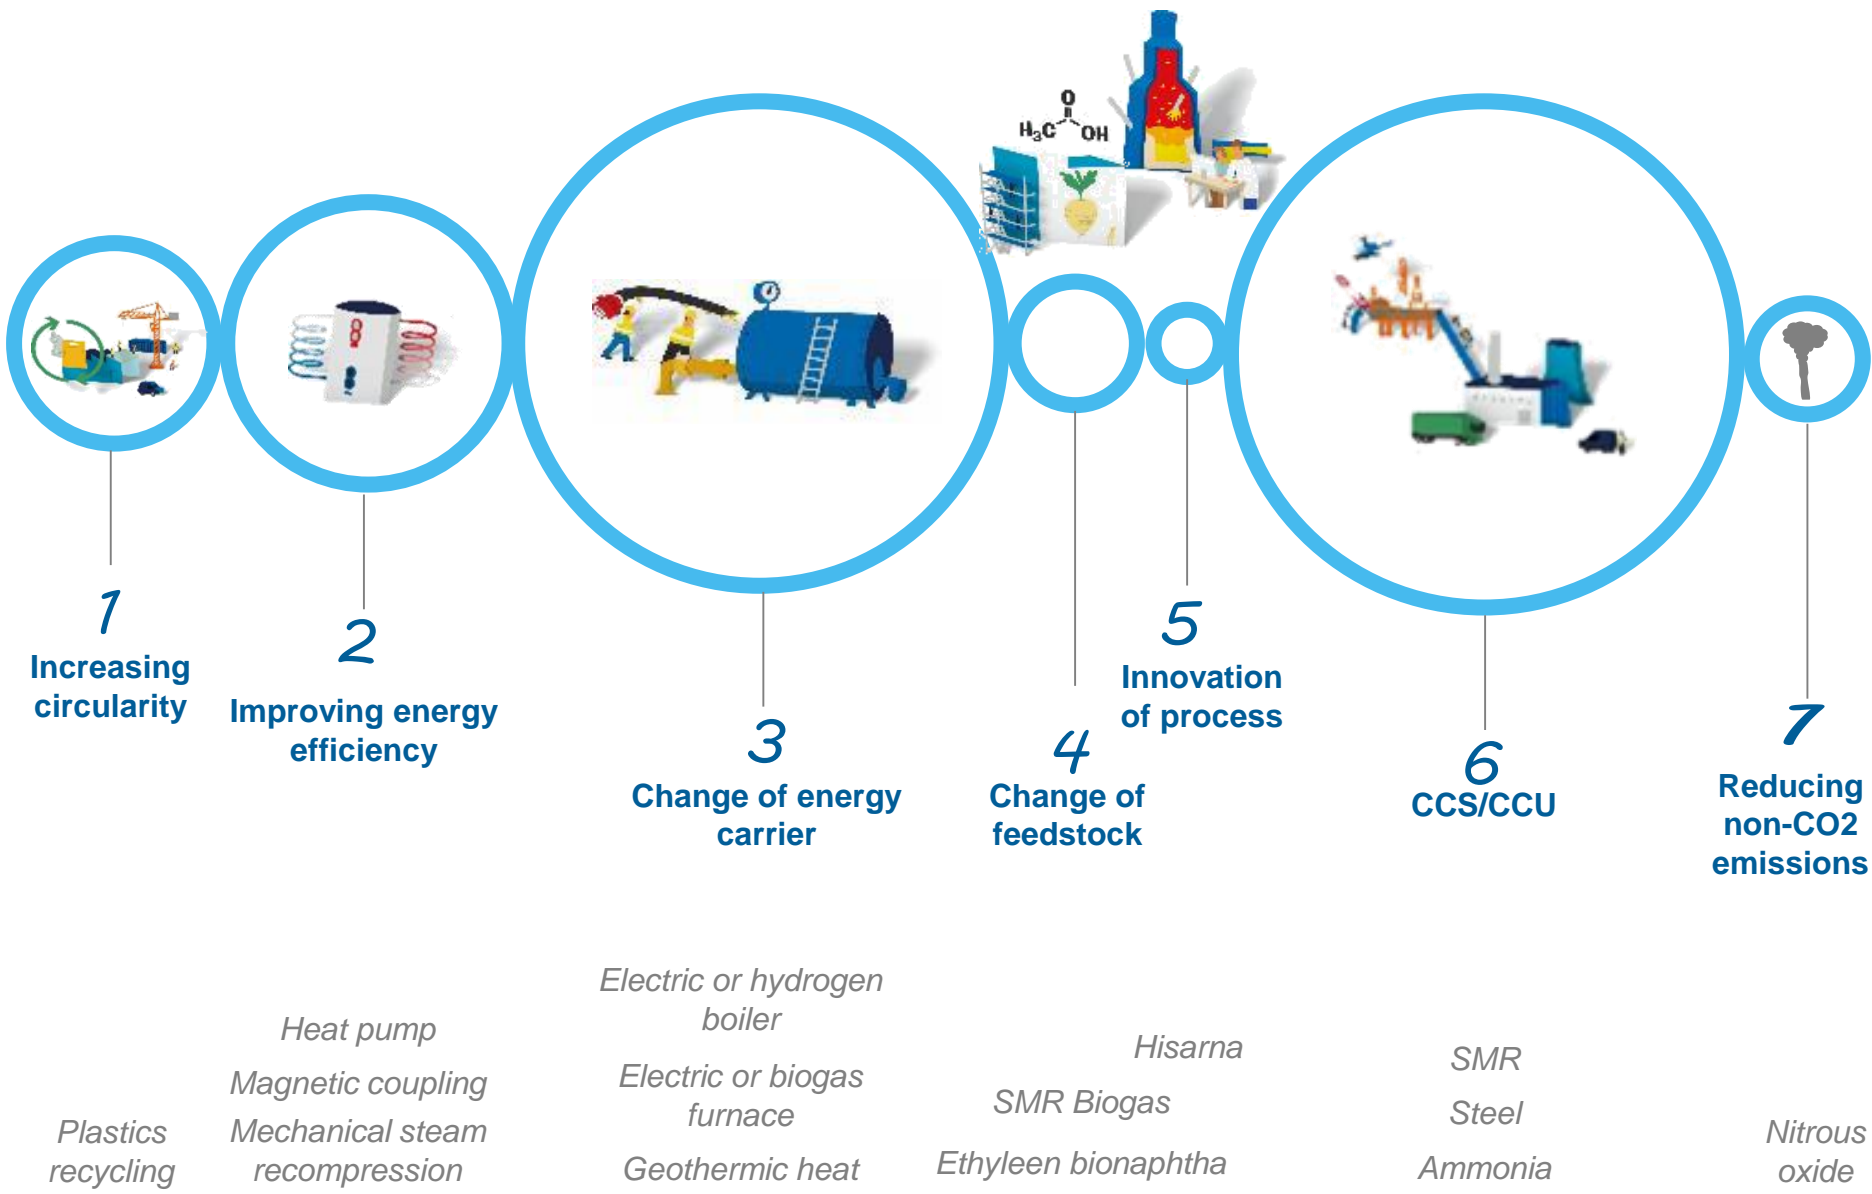 O
H3C OH
1
Increasing
circularity
2
Improving energy
efficiency
3
Change of energy
carrier
4
Change of
feedstock
5
Innovation
of process
6
CCS/CCU
7
Reducing
non-CO2
emissions
Plastics
recycling
Heat pump
Magnetic coupling
Mechanical steam
recompression
Electric or hydrogen
boiler
Electric or biogas
furnace
Geothermic heat
Hisarna
SMR Biogas
Ethyleen bionaphtha
SMR
Steel
Ammonia
Nitrous
oxide